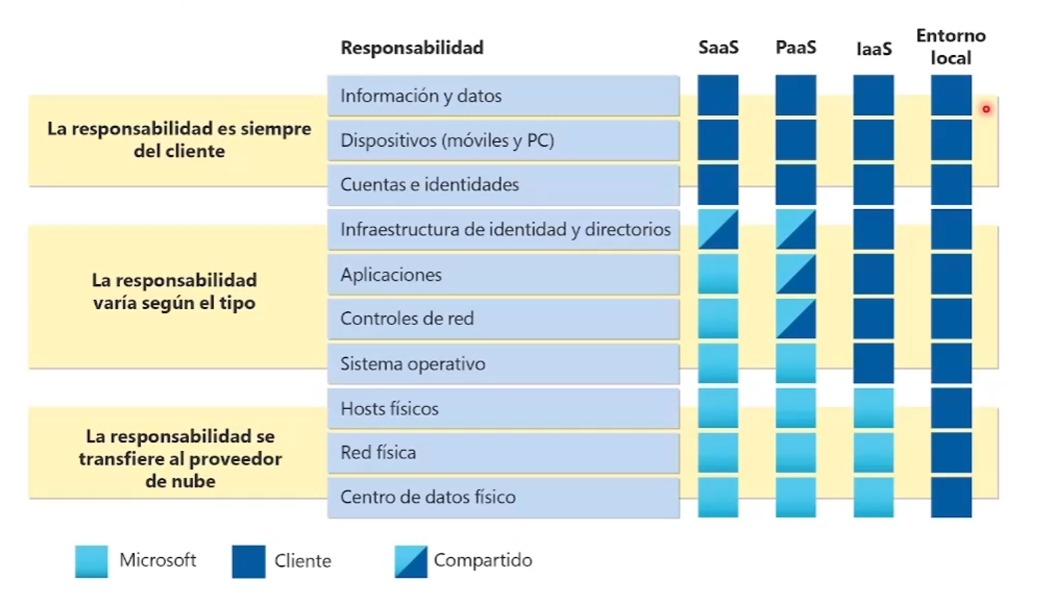 Responsabilidad
SaaS
PaaS
IaaS
Entorno
local
La responsabilidad es siempre
del cliente
Información y datos
Dispositivos (móviles y PC)
Cuentas e identidades
La responsabilidad
varía según el tipo
Infraestructura de identidad y directorios
Aplicaciones
Controles de red
Sistema operativo
La responsabilidad se
transfiere al proveedor
de nube
Hosts físicos
Red física
Centro de datos físico
Microsoft
Cliente
Compartido